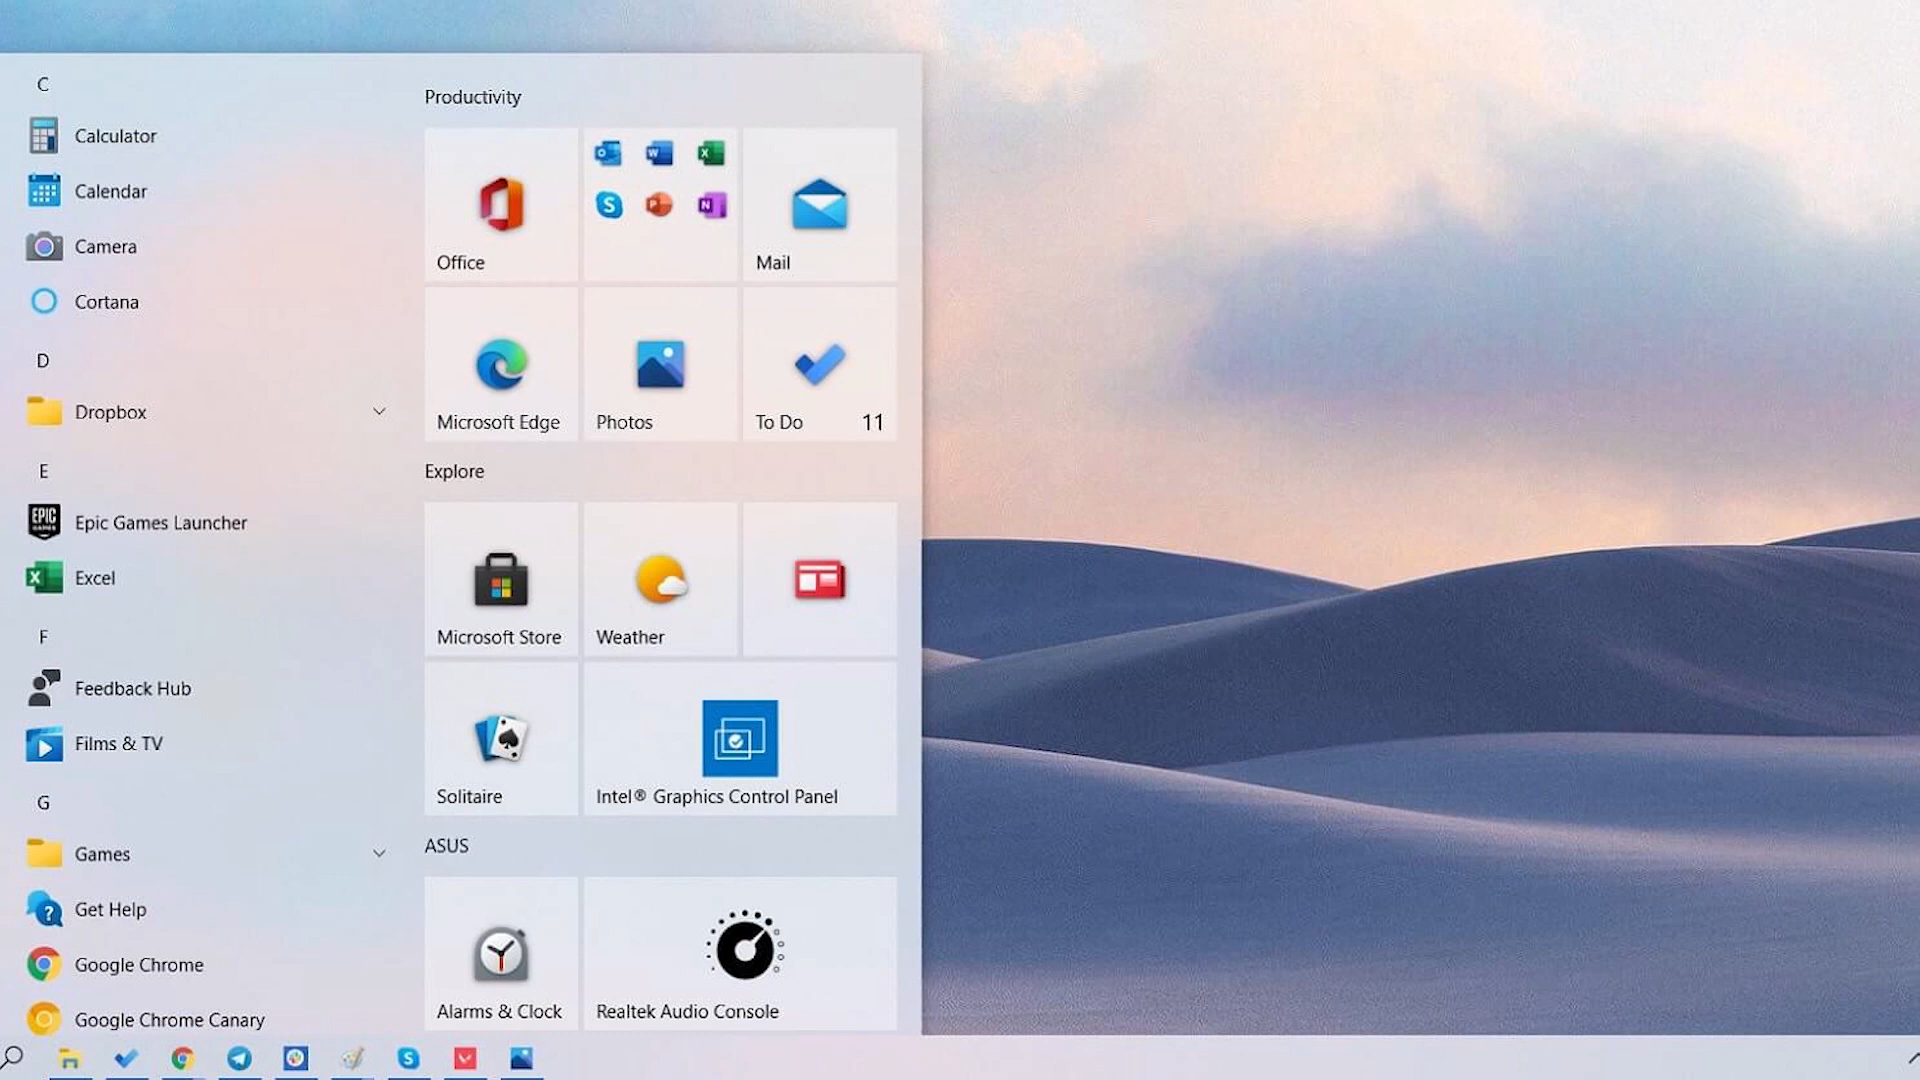 C
Calculator
Calendar
Camera
Cortana
D
Dropbox
E
EPIC
GAMES
Epic Games Launcher
Excel
F
Feedback Hub
Films & TV
G
Games
Get Help
Google Chrome
Google Chrome Canary
Productivity
Office
Mail
Microsoft Edge
Photos
To Do 11
Explore
Microsoft Store
Weather
Solitaire
Intel® Graphics Control Panel
ASUS
Alarms & Clock
Realtek Audio Console